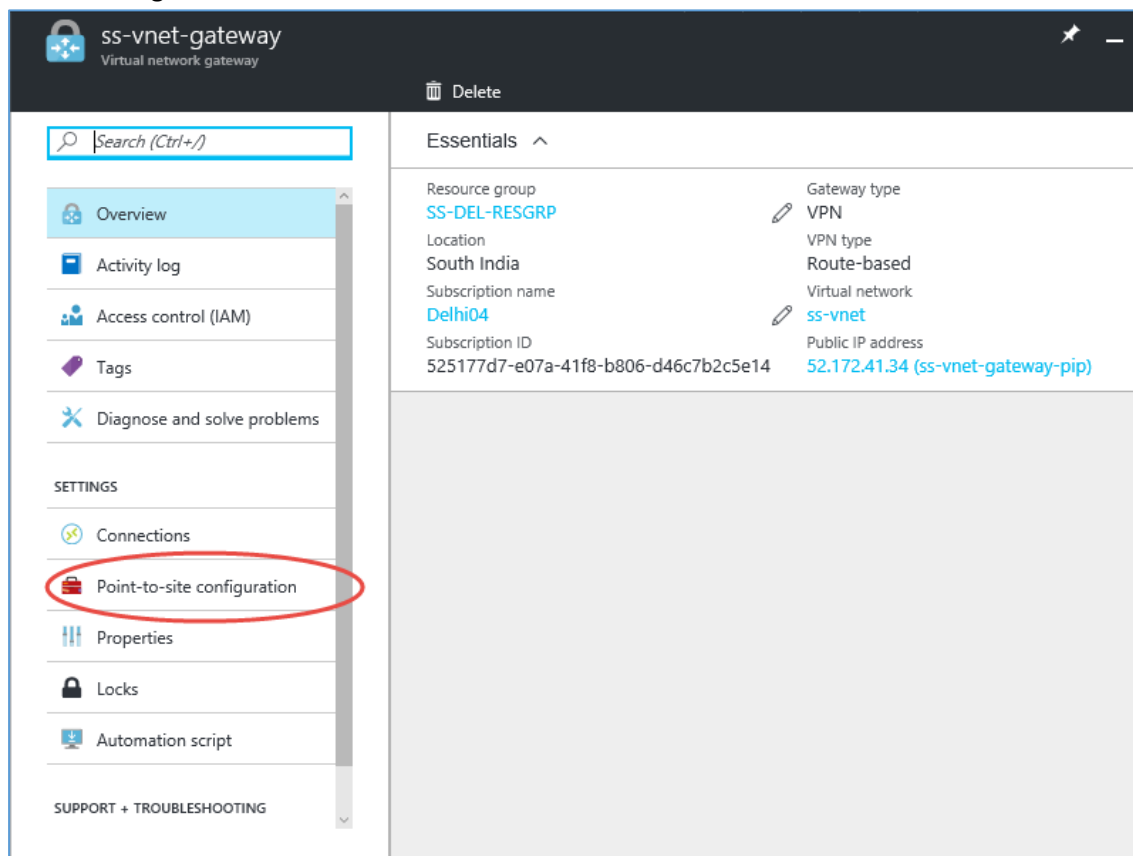 ss-vnet-gateway
Virtual network gateway
Delete
Search (Ctrl+/)
Overview
Activity log
Access control (IAM)
Tags
Diagnose and solve problems
SETTINGS
Connections
Point-to-site configuration
Properties
Locks
Automation script
SUPPORT + TROUBLESHOOTING
Essentials
Resource group
SS-DEL-RESGRP
Location
South India
Subscription name
Delhi04
Subscription ID
525177d7-e07a-41f8-b806-d46c7b2c5e14
Gateway type
VPN
VPN type
Route-based
Virtual network
ss-vnet
Public IP address
52.172.41.34 (ss-vnet-gateway-pip)